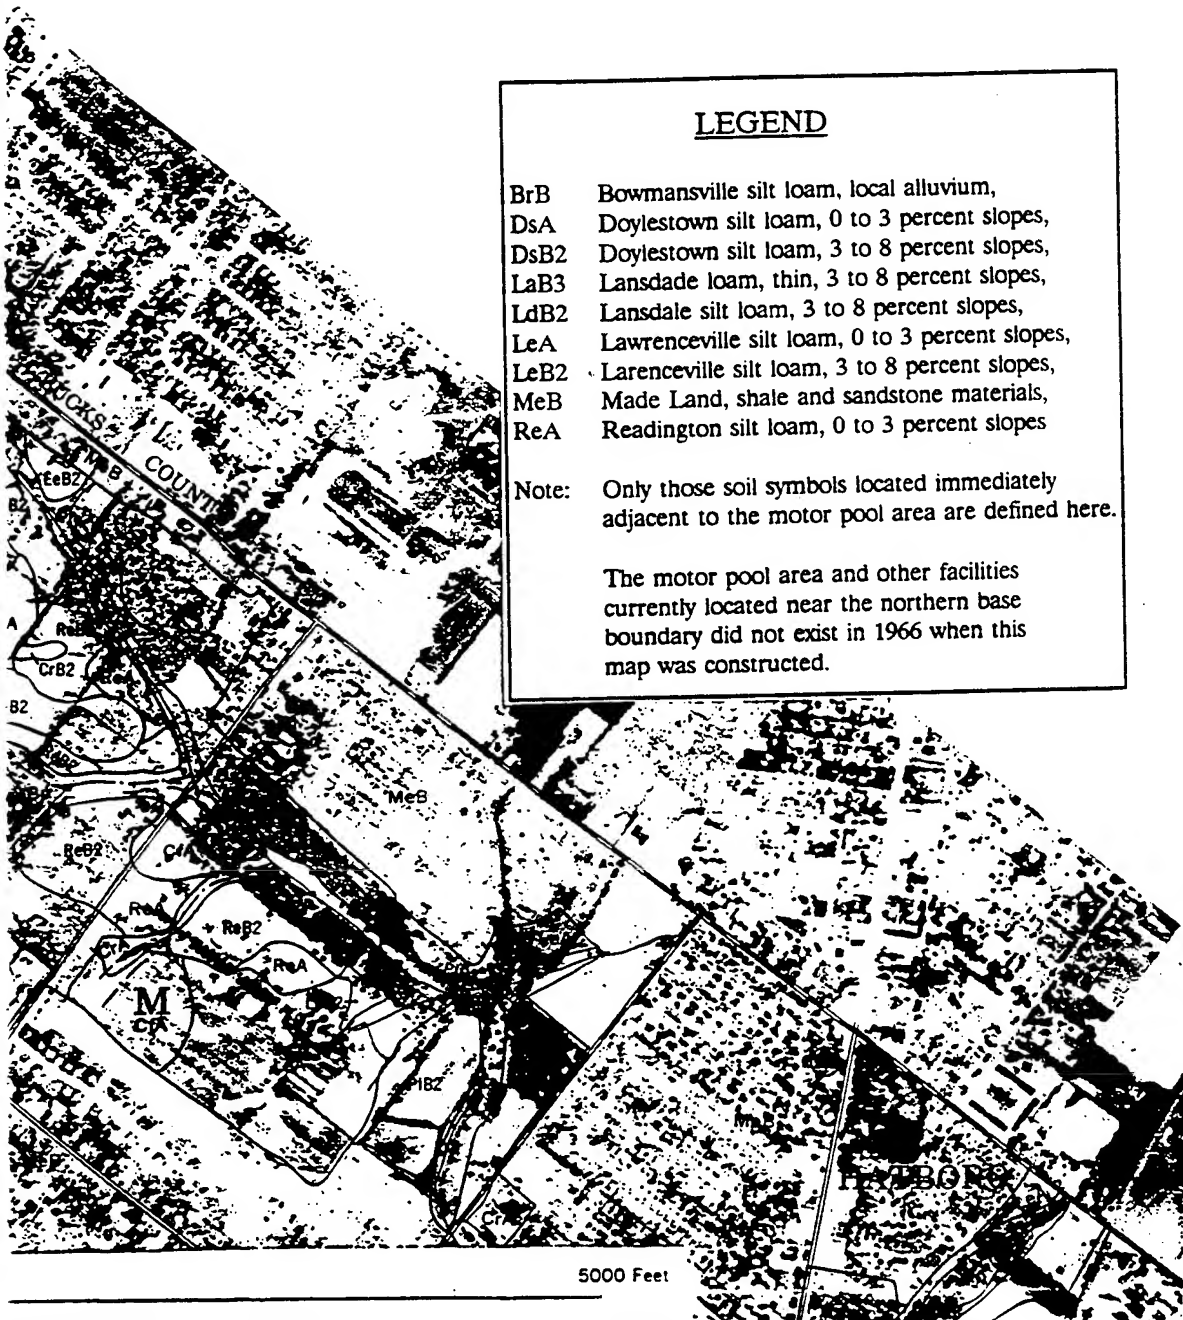 LEGEND
BrB Bowmansville silt loam, local alluvium,
DsA Doylestown silt loam, 0 to 3 percent slopes,
DsB2 Doylestown silt loam, 3 to 8 percent slopes,
LaB3 Lansdade loam, thin, 3 to 8 percent slopes,
LdB2 Lansdale silt loam, 3 to 8 percent slopes,
LeA Lawrenceville silt loam, 0 to 3 percent slopes,
LeB2 Larenceville silt loam, 3 to 8 percent slopes,
MeB Made Land, shale and sandstone materials,
ReA Readington silt loam, 0 to 3 percent slopes
Note: Only those soil symbols located immediately
adjacent to the motor pool area are defined here.
The motor pool area and other facilities
currently located near the northern base
boundary did not exist in 1966 when this
map was constructed.
COUNTY
MeB
B2
A
CrB2
B2
MeB
ReB2
CrA
ReB2
ReA
M
CrA
PlB2
5000 Feet